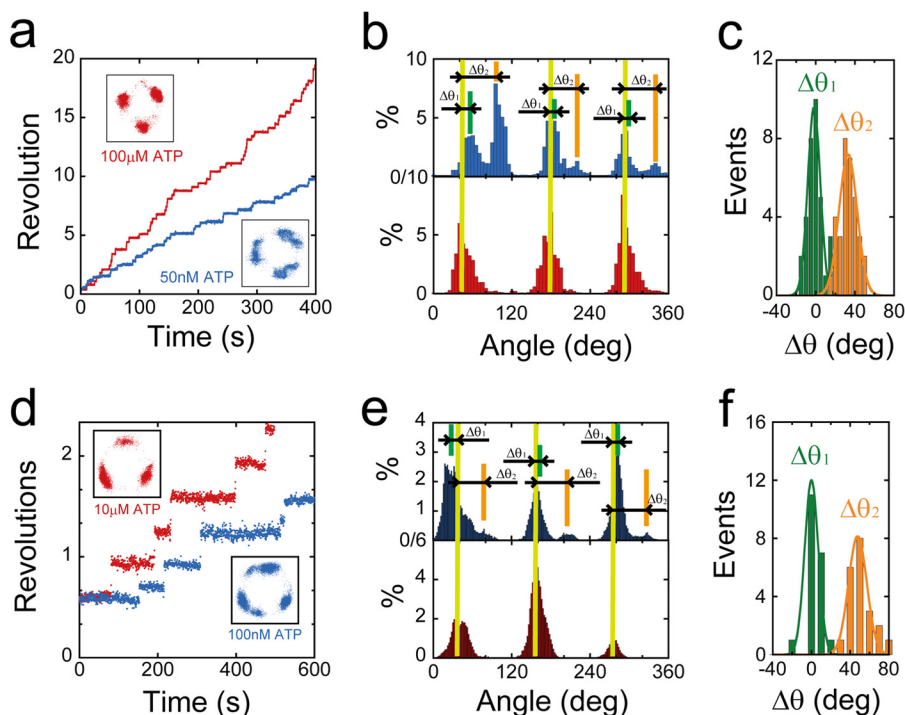 a
Revolution
20
15
10
5
0
0 100 200 300 400
Time (s)
100μM ATP
50nM ATP
b
%
10
5
0/10
5
0
%
Δθ₁
Δθ₂
Δθ₁
Δθ₂
Δθ₁
Δθ₂
0 120 240 360
Angle (deg)
c
Events
12
8
4
0
Δθ₁
Δθ₂
-40 0 40 80
Δθ (deg)
d
Revolutions
2
1
0
0 200 400 600
Time (s)
10μM ATP
100nM ATP
e
%
4
3
2
1
0/6
4
2
0
%
Δθ₁
Δθ₂
Δθ₁
Δθ₂
Δθ₁
Δθ₂
0 120 240 360
Angle (deg)
f
Events
16
12
8
4
0
Δθ₁
Δθ₂
-40 0 40 80
Δθ (deg)